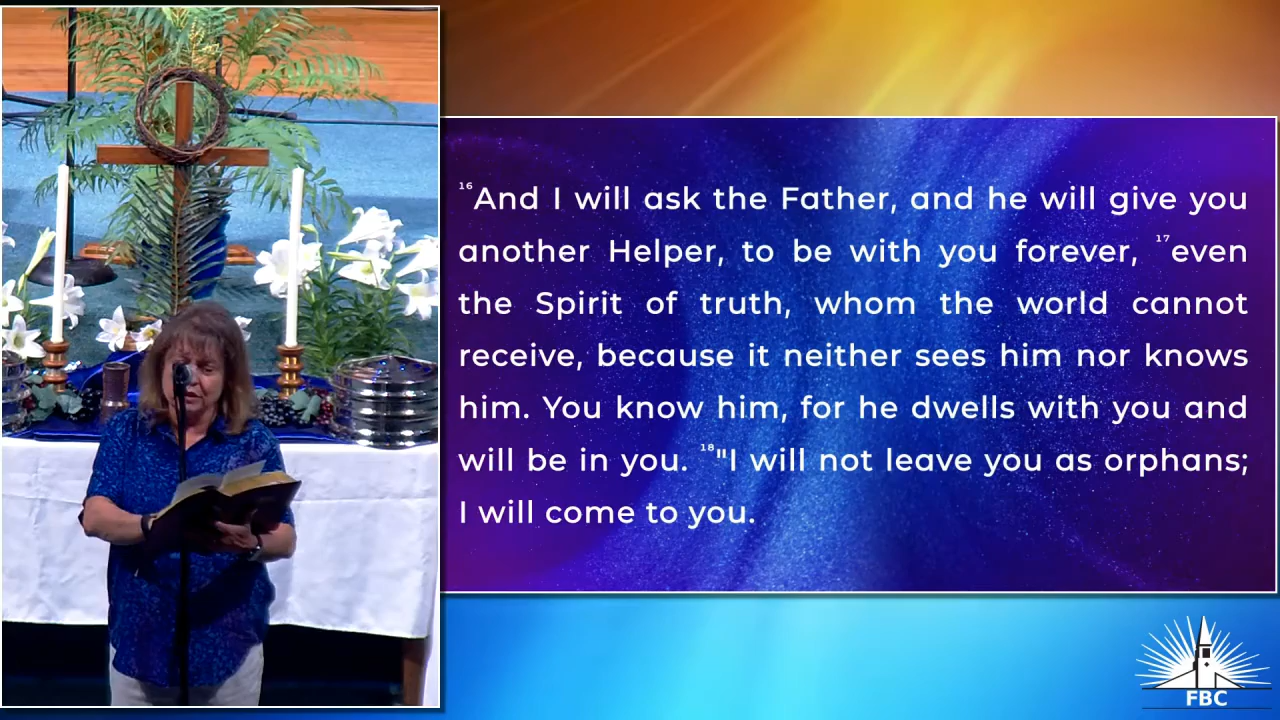 ¹⁶And I will ask the Father, and he will give you
another Helper, to be with you forever, ¹⁷even
the Spirit of truth, whom the world cannot
receive, because it neither sees him nor knows
him. You know him, for he dwells with you and
will be in you. ¹⁸"I will not leave you as orphans;
I will come to you.
FBC